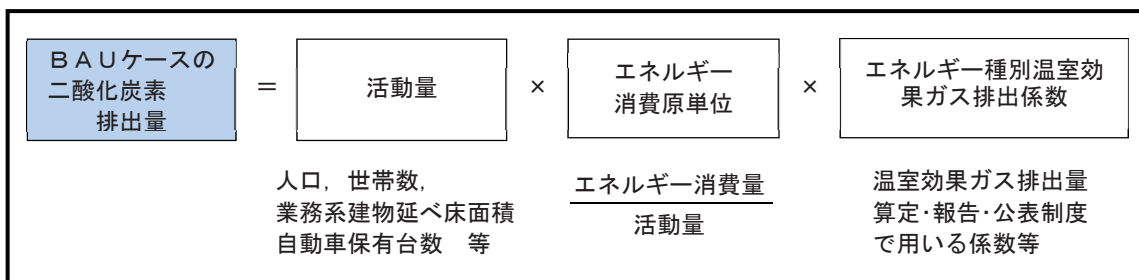 ＢＡＵケースの
二酸化炭素
排出量
＝
活動量
×
エネルギー
消費原単位
×
エネルギー種別温室効
果ガス排出係数
人口，世帯数，
業務系建物延べ床面積
自動車保有台数　等
エネルギー消費量
活動量
温室効果ガス排出量
算定･報告･公表制度
で用いる係数等